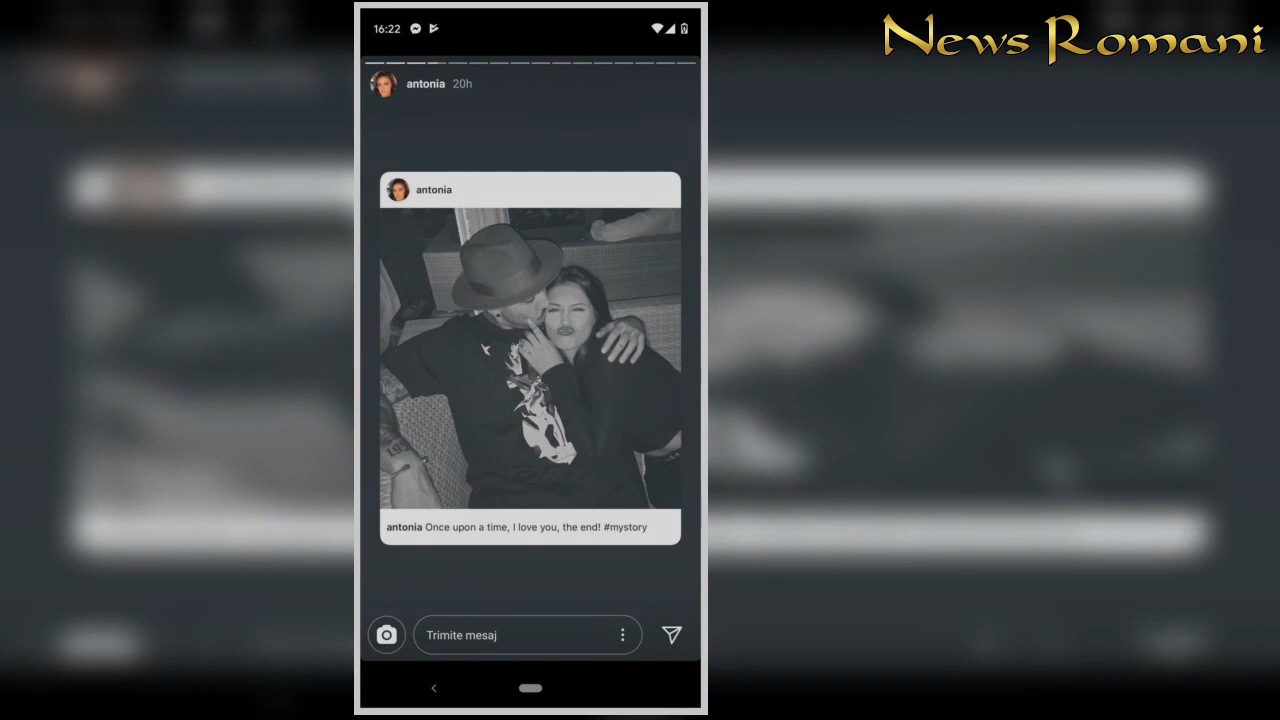 News Romani
16:22
antonia 20h
antonia
antonia Once upon a time, I love you, the end! #mystory
Trimite mesaj